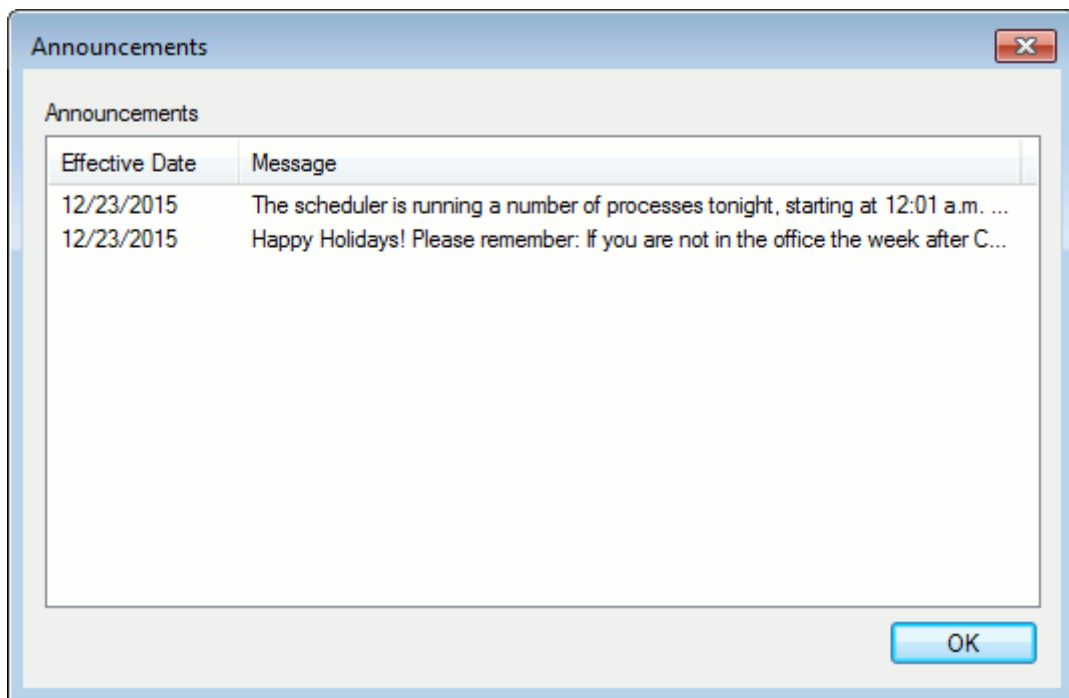 Announcements
Announcements
Effective Date Message
12/23/2015 The scheduler is running a number of processes tonight, starting at 12:01 a.m. ...
12/23/2015 Happy Holidays! Please remember: If you are not in the office the week after C...
OK